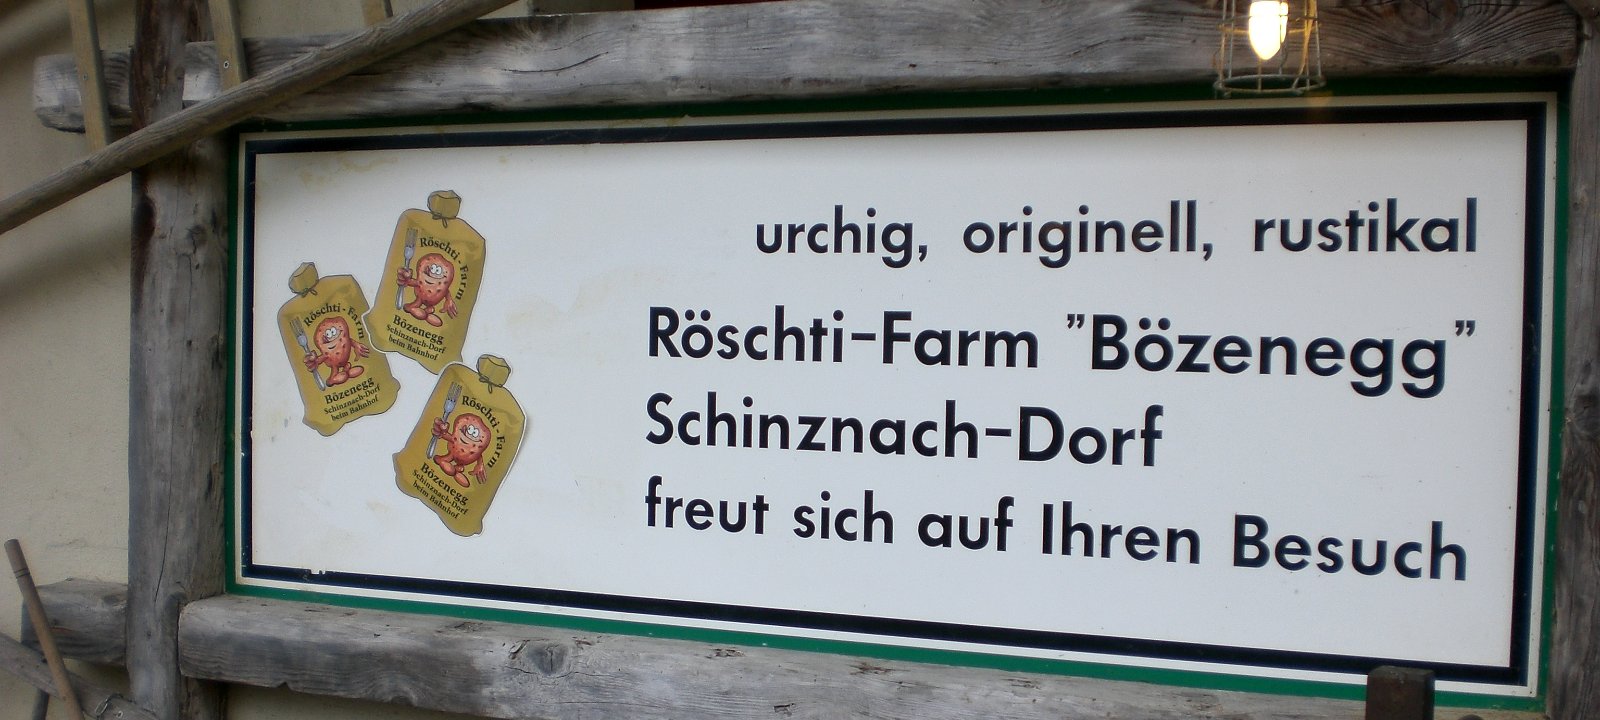 urchig, originell, rustikal
Röschti-Farm "Bözenegg"
Schinznach-Dorf
freut sich auf Ihren Besuch
Röschti-Farm
Bözenegg
Schinznach-Dorf
beim Bahnhof
Röschti-Farm
Bözenegg
Schinznach-Dorf
beim Bahnhof
Röschti-Farm
Bözenegg
Schinznach-Dorf
beim Bahnhof